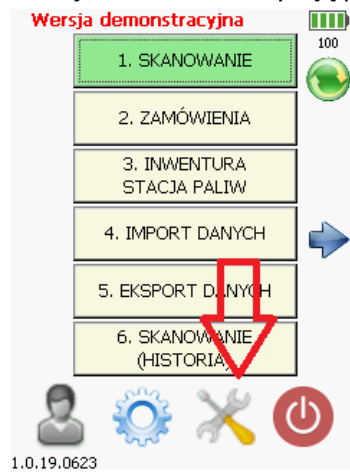 Wersja demonstracyjna
100
1. SKANOWANIE
2. ZAMÓWIENIA
3. INWENTURA
STACJA PALIW
4. IMPORT DANYCH
5. EKSPORT DANYCH
6. SKANOWANIE
(HISTORIA)
1.0.19.0623